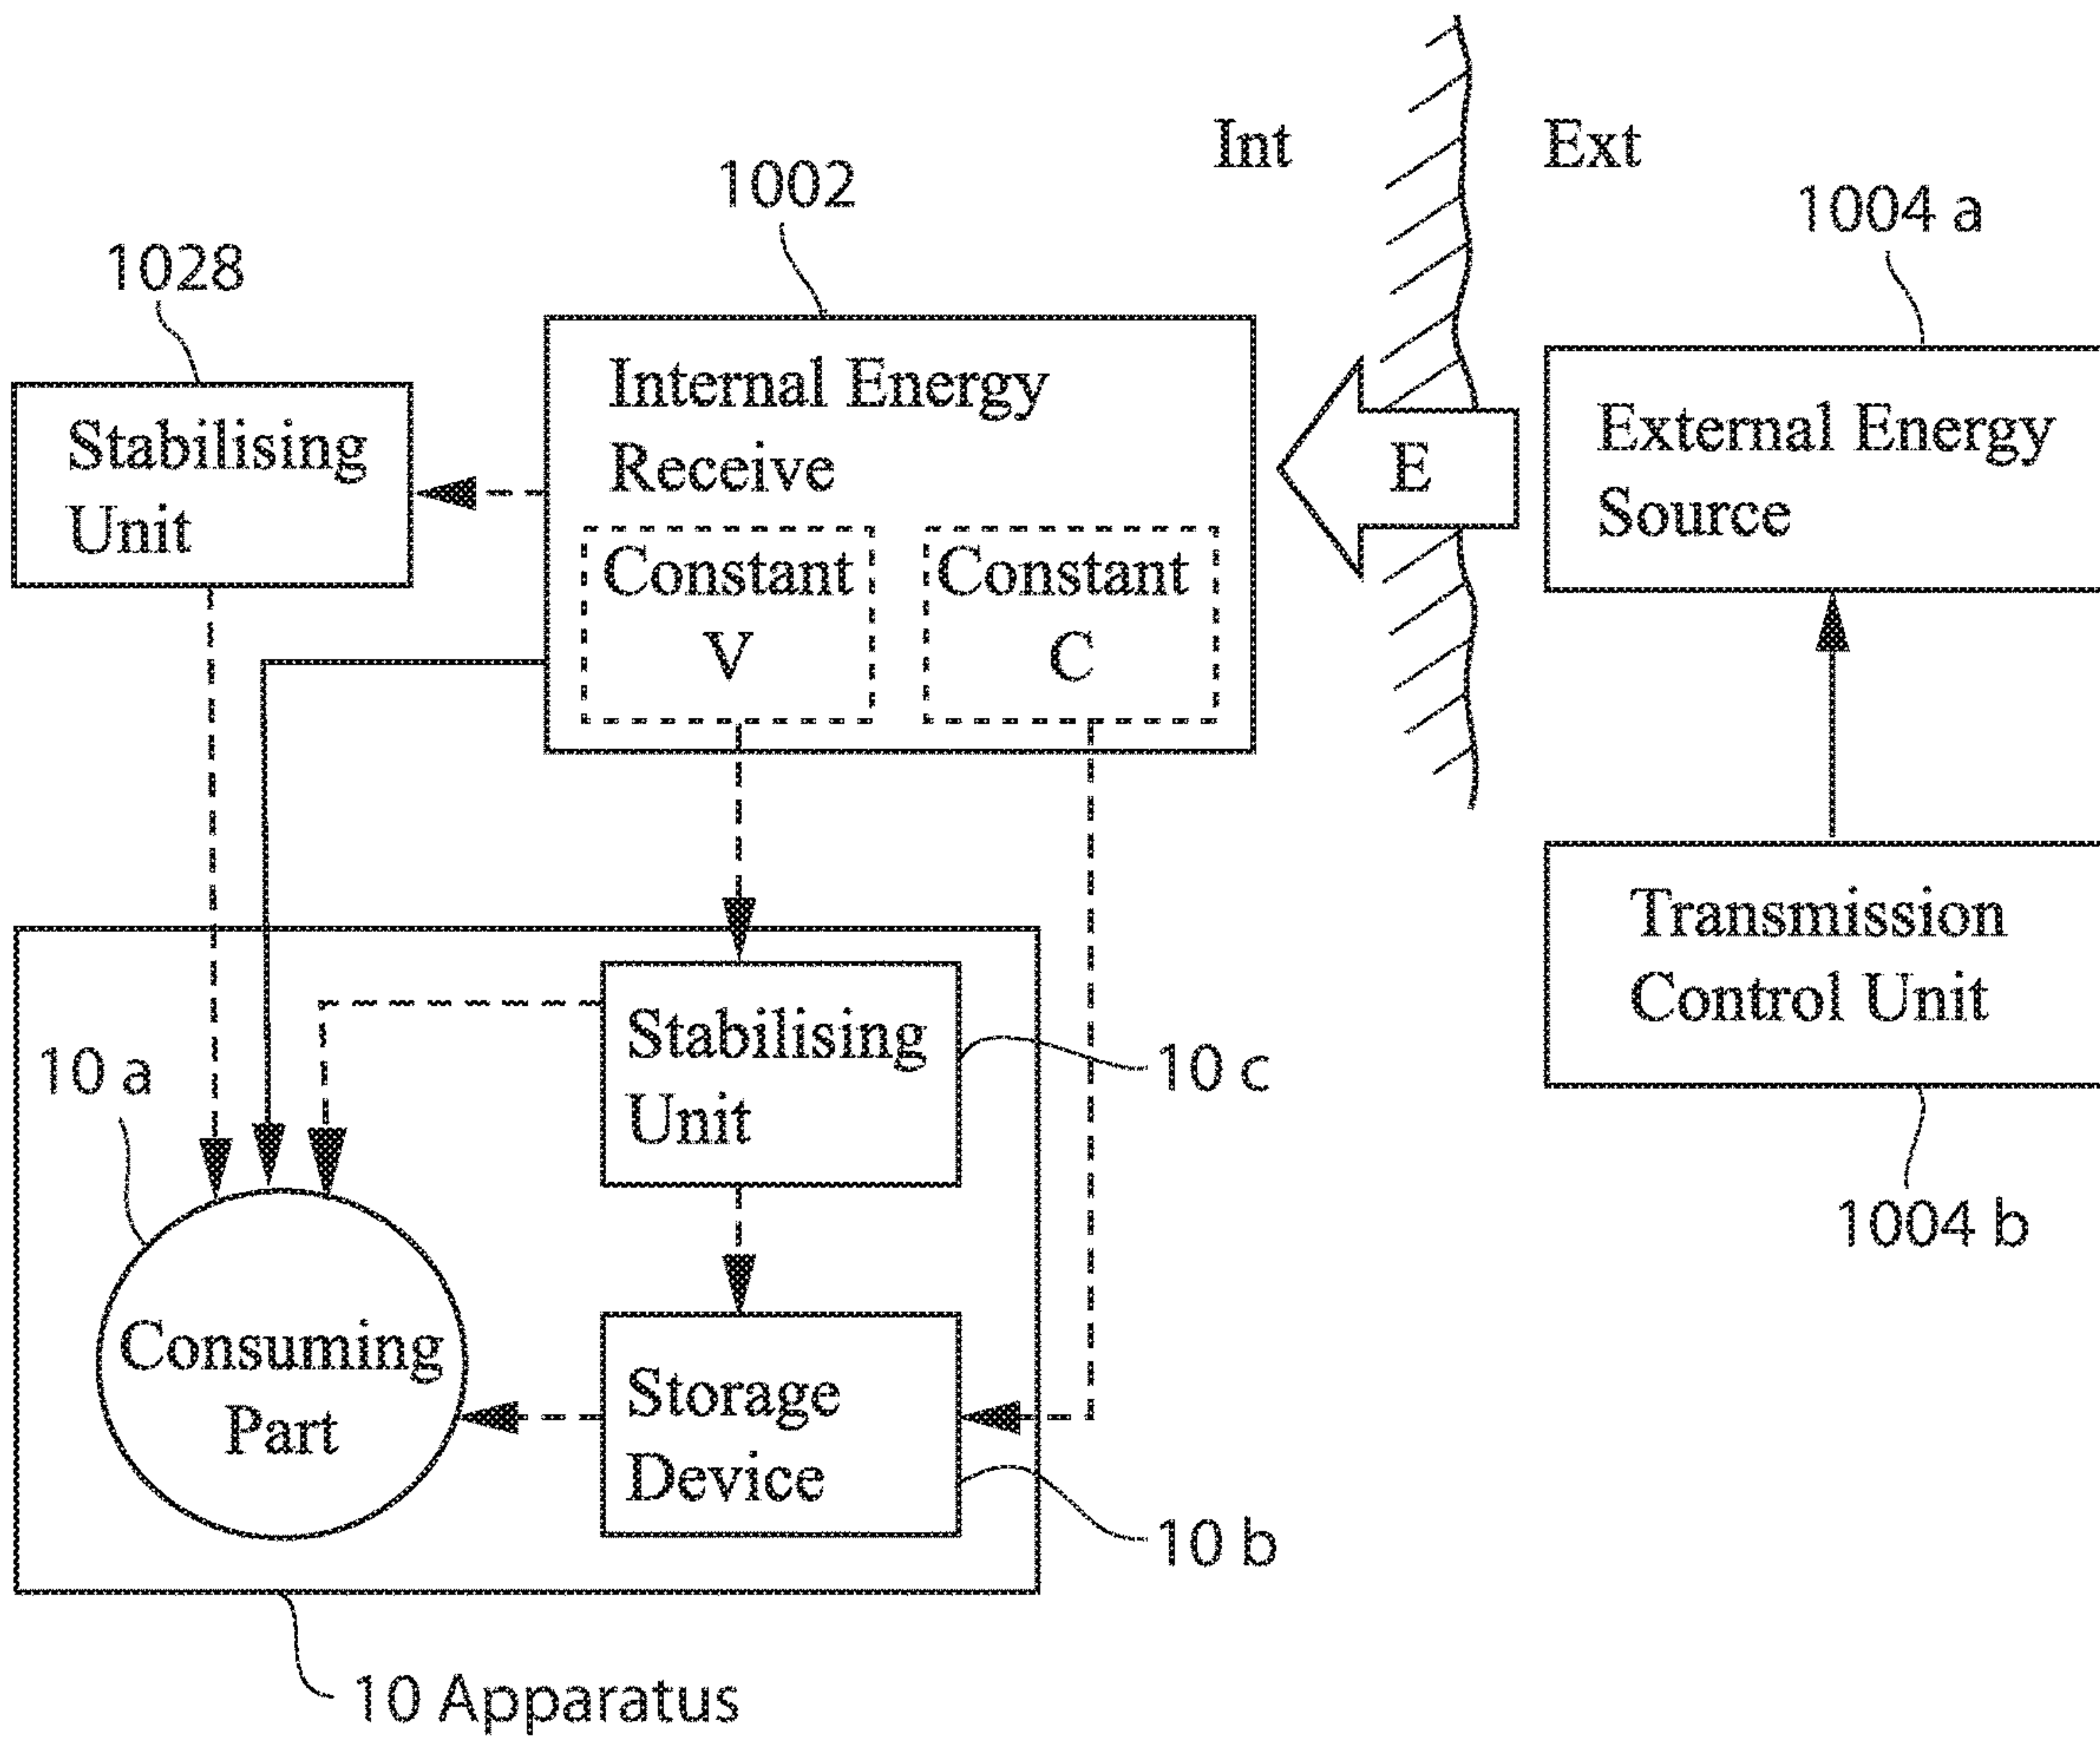 Int
Ext
1002
1004 a
1028
Internal Energy
Receive
Stabilising
Unit
External Energy
Source
E
Constant
V
Constant
C
Transmission
Control Unit
Stabilising
Unit
10 a
10 c
1004 b
Consuming
Part
Storage
Device
10 b
10 Apparatus